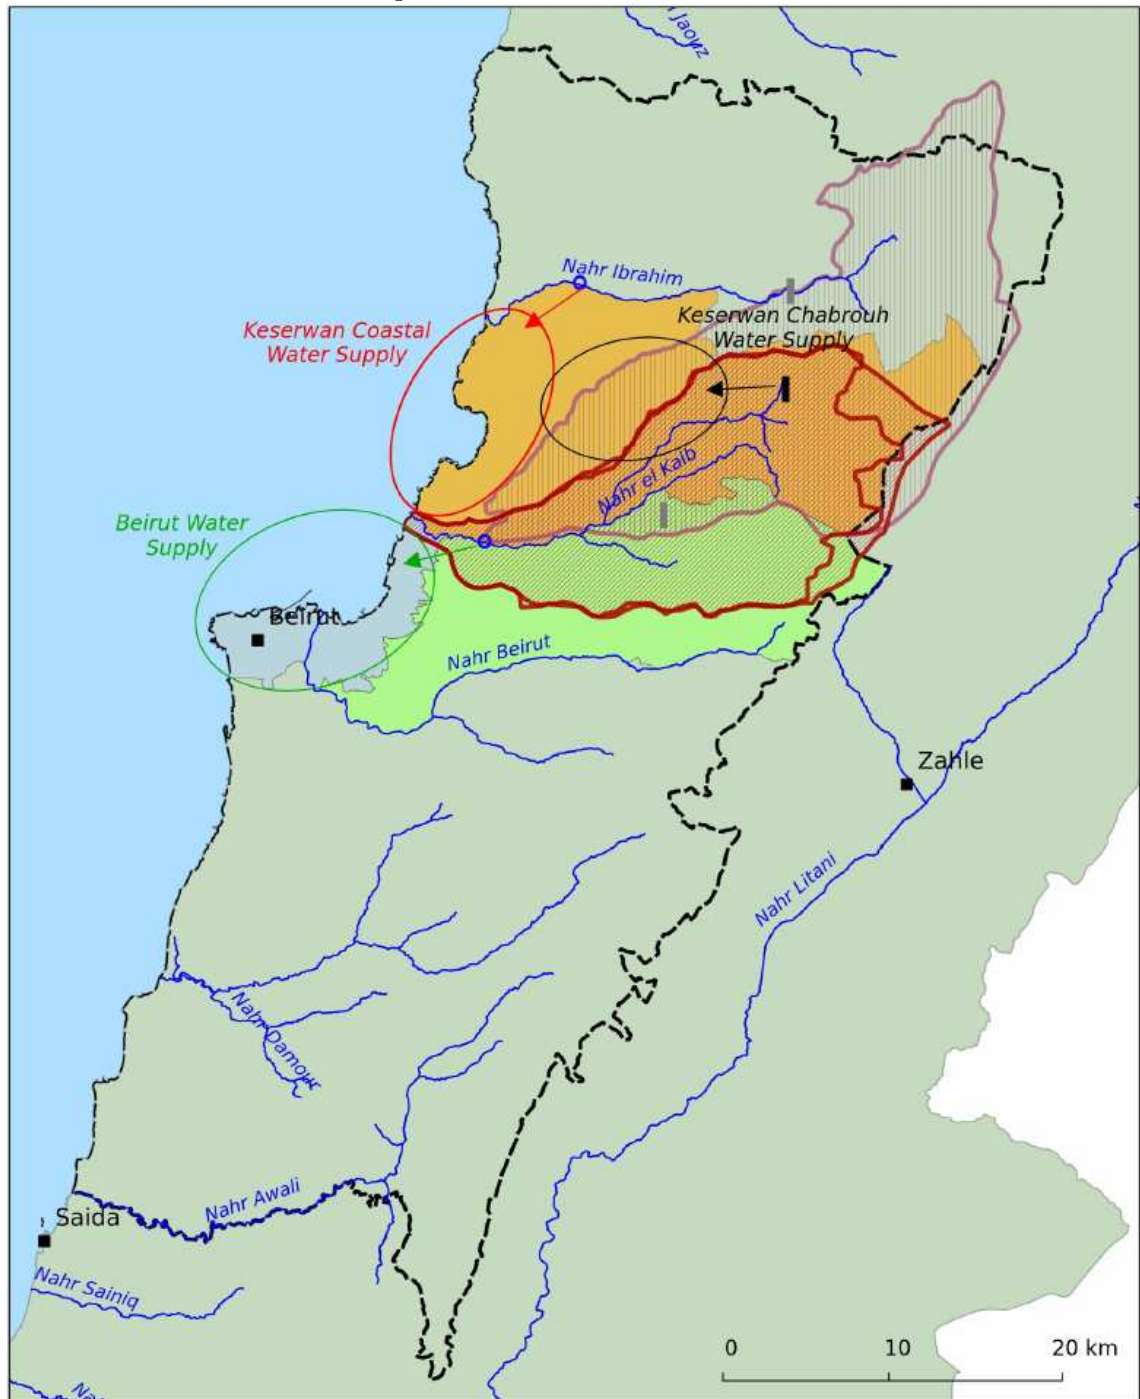 Jaouz
Nahr Ibrahim
Keserwan Coastal
Water Supply
Keserwan Chabrouh
Water Supply
Nahr el Kalb
Beirut Water
Supply
Beirut
Nahr Beirut
Zahle
Nahr Litani
Nahr Damour
Nahr Awali
Saida
Nahr Sainiq
0 10 20 km